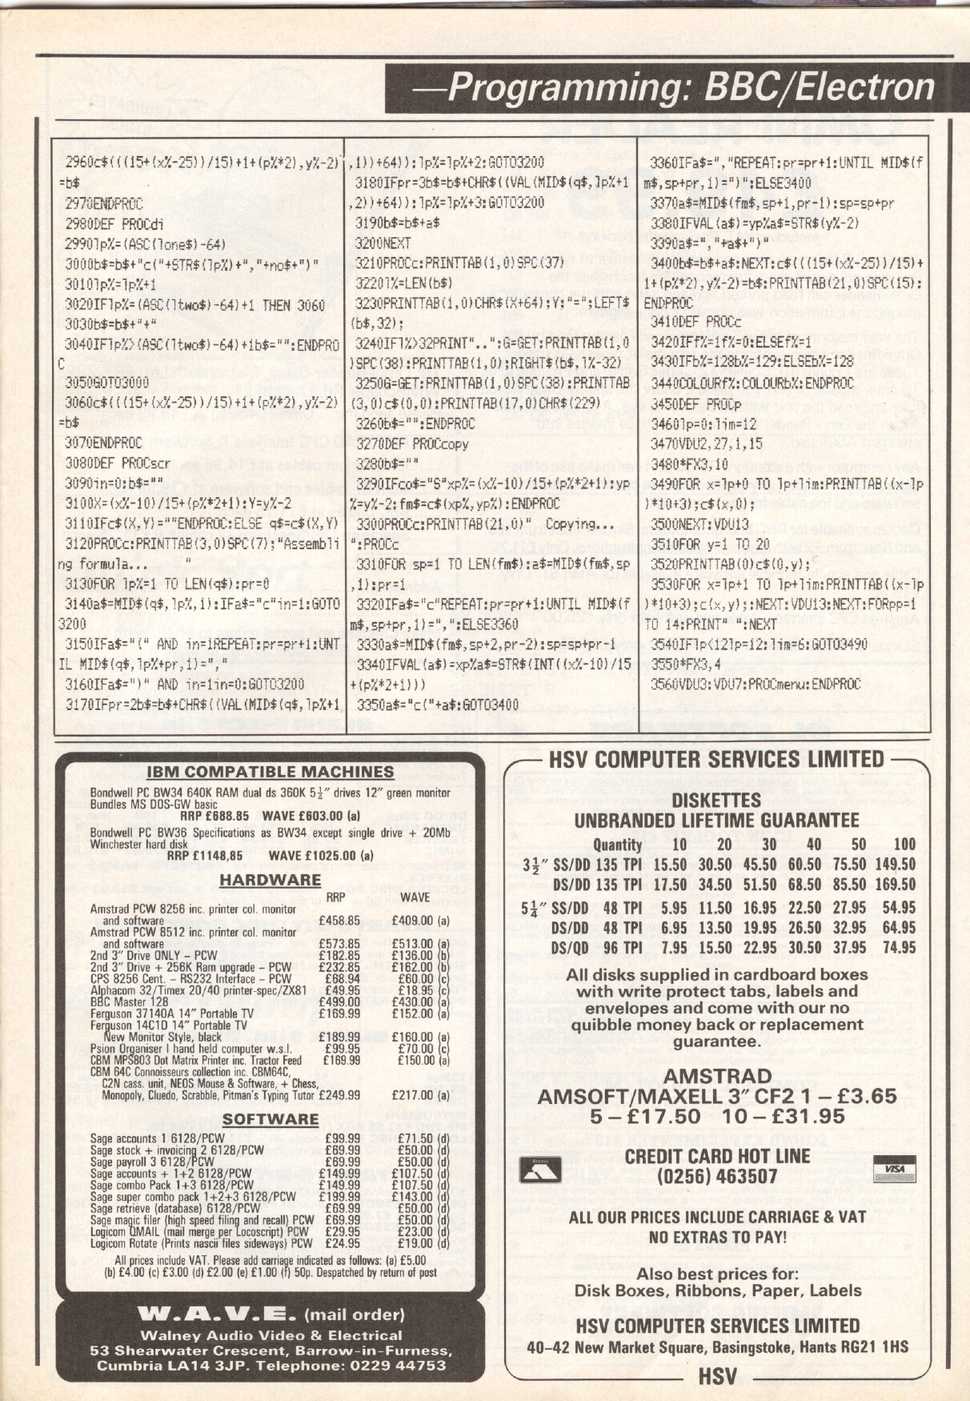 —Programming: BBC/Electron
2960c$(((15+(x%-25))/15)+1+(p%*2),y%-2)
=b$
2970ENDPROC
2980DEF PROCdi
2990lp%=(ASC(lone$)-64)
3000b$=b$+"c("+STR$(lp%)+","+no$+")"
3010lp%=lp%+1
3020IFlp%=(ASC(ltwo$)-64)+1 THEN 3060
3030b$=b$+"+"
3040IFlp%>(ASC(ltwo$)-64)+1b$="":ENDPRO
C
3050GOTO3000
3060c$(((15+(x%-25))/15)+1+(p%*2),y%-2)
=b$
3070ENDPROC
3080DEF PROCscr
3090in=0:b$=""
3100X=(x%-10)/15+(p%*2+1):Y=y%-2
3110IFc$(X,Y)=""ENDPROC:ELSE q$=c$(X,Y)
3120PROCc:PRINTTAB(3,0)SPC(7);"Assembli
ng formula... "
3130FOR lp%=1 TO LEN(q$):pr=0
3140a$=MID$(q$,lp%,1):IFa$="c"in=1:GOTO
3200
3150IFa$="(" AND in=1REPEAT:pr=pr+1:UNT
IL MID$(q$,lp%+pr,1)=","
3160IFa$=")" AND in=1in=0:GOTO3200
3170IFpr=2b$=b$+CHR$((VAL(MID$(q$,lp%+1
,1))+64)):lp%=lp%+2:GOTO3200
3180IFpr=3b$=b$+CHR$((VAL(MID$(q$,lp%+1
,2))+64)):lp%=lp%+3:GOTO3200
3190b$=b$+a$
3200NEXT
3210PROCc:PRINTTAB(1,0)SPC(37)
3220l%=LEN(b$)
3230PRINTTAB(1,0)CHR$(X+64);Y;"=";LEFT$
(b$,32);
3240IFl%>32PRINT"..":G=GET:PRINTTAB(1,0
)SPC(38):PRINTTAB(1,0);RIGHT$(b$,l%-32)
3250G=GET:PRINTTAB(1,0)SPC(38):PRINTTAB
(3,0)c$(0,0):PRINTTAB(17,0)CHR$(229)
3260b$="":ENDPROC
3270DEF PROCcopy
3280b$=""
3290IFco$="S"xp%=(x%-10)/15+(p%*2+1):yp
%=y%-2:fm$=c$(xp%,yp%):ENDPROC
3300PROCc:PRINTTAB(21,0)" Copying...
":PROCc
3310FOR sp=1 TO LEN(fm$):a$=MID$(fm$,sp
,1):pr=1
3320IFa$="c"REPEAT:pr=pr+1:UNTIL MID$(f
m$,sp+pr,1)=",":ELSE3360
3330a$=MID$(fm$,sp+2,pr-2):sp=sp+pr-1
3340IFVAL(a$)=xp%a$=STR$(INT((x%-10)/15
+(p%*2+1)))
3350a$="c("+a$:GOTO3400
3360IFa$=","REPEAT:pr=pr+1:UNTIL MID$(f
m$,sp+pr,1)=")":ELSE3400
3370a$=MID$(fm$,sp+1,pr-1):sp=sp+pr
3380IFVAL(a$)=yp%a$=STR$(y%-2)
3390a$=","+a$+")"
3400b$=b$+a$:NEXT:c$(((15+(x%-25))/15)+
1+(p%*2),y%-2)=b$:PRINTTAB(21,0)SPC(15):
ENDPROC
3410DEF PROCc
3420IFf%=1f%=0:ELSEf%=1
3430IFb%=128b%=129:ELSEb%=128
3440COLOURf%:COLOURb%:ENDPROC
3450DEF PROCp
3460lp=0:lim=12
3470VDU2,27,1,15
3480*FX3,10
3490FOR x=lp+0 TO lp+lim:PRINTTAB((x-lp
)*10+3);c$(x,0);
3500NEXT:VDU13
3510FOR y=1 TO 20
3520PRINTTAB(0)c$(0,y);
3530FOR x=lp+1 TO lp+lim:PRINTTAB((x-lp
)*10+3);c(x,y);:NEXT:VDU13:NEXT:FORpp=1
TO 14:PRINT" ":NEXT
3540IFlp<12lp=12:lim=6:GOTO3490
3550*FX3,4
3560VDU3:VDU7:PROCmenu:ENDPROC
IBM COMPATIBLE MACHINES
Bondwell PC BW34 640K RAM dual ds 360K 5½″ drives 12″ green monitor
Bundles MS DOS-GW basic
RRP £688.85 WAVE £603.00 (a)
Bondwell PC BW36 Specifications as BW34 except single drive + 20Mb
Winchester hard disk
RRP £1148,85 WAVE £1025.00 (a)
HARDWARE
RRP WAVE
Amstrad PCW 8256 inc. printer col. monitor
and software £458.85 £409.00 (a)
Amstrad PCW 8512 inc. printer col. monitor
and software £573.85 £513.00 (a)
2nd 3″ Drive ONLY – PCW £182.85 £136.00 (b)
2nd 3″ Drive + 256K Ram upgrade – PCW £232.85 £162.00 (b)
CPS 8256 Cent. – RS232 Interface – PCW £68.94 £60.00 (c)
Alphacom 32/Timex 20/40 printer-spec/ZX81 £49.95 £18.95 (c)
BBC Master 128 £499.00 £430.00 (a)
Ferguson 37140A 14″ Portable TV £169.99 £152.00 (a)
Ferguson 14C1D 14″ Portable TV
New Monitor Style, black £189.99 £160.00 (a)
Psion Organiser I hand held computer w.s.l. £99.95 £70.00 (c)
CBM MPS803 Dot Matrix Printer inc. Tractor Feed £169.99 £150.00 (a)
CBM 64C Connoisseurs collection inc. CBM64C,
C2N cass. unit, NEOS Mouse & Software, + Chess,
Monopoly, Cluedo, Scrabble, Pitman's Typing Tutor £249.99 £217.00 (a)
SOFTWARE
Sage accounts 1 6128/PCW £99.99 £71.50 (d)
Sage stock + invoicing 2 6128/PCW £69.99 £50.00 (d)
Sage payroll 3 6128/PCW £69.99 £50.00 (d)
Sage accounts + 1+2 6128/PCW £149.99 £107.50 (d)
Sage combo Pack 1+3 6128/PCW £149.99 £107.50 (d)
Sage super combo pack 1+2+3 6128/PCW £199.99 £143.00 (d)
Sage retrieve (database) 6128/PCW £69.99 £50.00 (d)
Sage magic filer (high speed filing and recall) PCW £69.99 £50.00 (d)
Logicom QMAIL (mail merge per Locoscript) PCW £29.95 £23.00 (d)
Logicom Rotate (Prints nascii files sideways) PCW £24.95 £19.00 (d)
All prices include VAT. Please add carriage indicated as follows: (a) £5.00
(b) £4.00 (c) £3.00 (d) £2.00 (e) £1.00 (f) 50p. Despatched by return of post
W.A.V.E. (mail order)
Walney Audio Video & Electrical
53 Shearwater Crescent, Barrow-in-Furness,
Cumbria LA14 3JP. Telephone: 0229 44753
HSV COMPUTER SERVICES LIMITED
DISKETTES
UNBRANDED LIFETIME GUARANTEE
Quantity 10 20 30 40 50 100
3½″ SS/DD 135 TPI 15.50 30.50 45.50 60.50 75.50 149.50
DS/DD 135 TPI 17.50 34.50 51.50 68.50 85.50 169.50
5¼″ SS/DD 48 TPI 5.95 11.50 16.95 22.50 27.95 54.95
DS/DD 48 TPI 6.95 13.50 19.95 26.50 32.95 64.95
DS/QD 96 TPI 7.95 15.50 22.95 30.50 37.95 74.95
All disks supplied in cardboard boxes
with write protect tabs, labels and
envelopes and come with our no
quibble money back or replacement
guarantee.
AMSTRAD
AMSOFT/MAXELL 3″ CF2 1 – £3.65
5 – £17.50 10 – £31.95
CREDIT CARD HOT LINE
(0256) 463507
VISA
ALL OUR PRICES INCLUDE CARRIAGE & VAT
NO EXTRAS TO PAY!
Also best prices for:
Disk Boxes, Ribbons, Paper, Labels
HSV COMPUTER SERVICES LIMITED
40–42 New Market Square, Basingstoke, Hants RG21 1HS
HSV